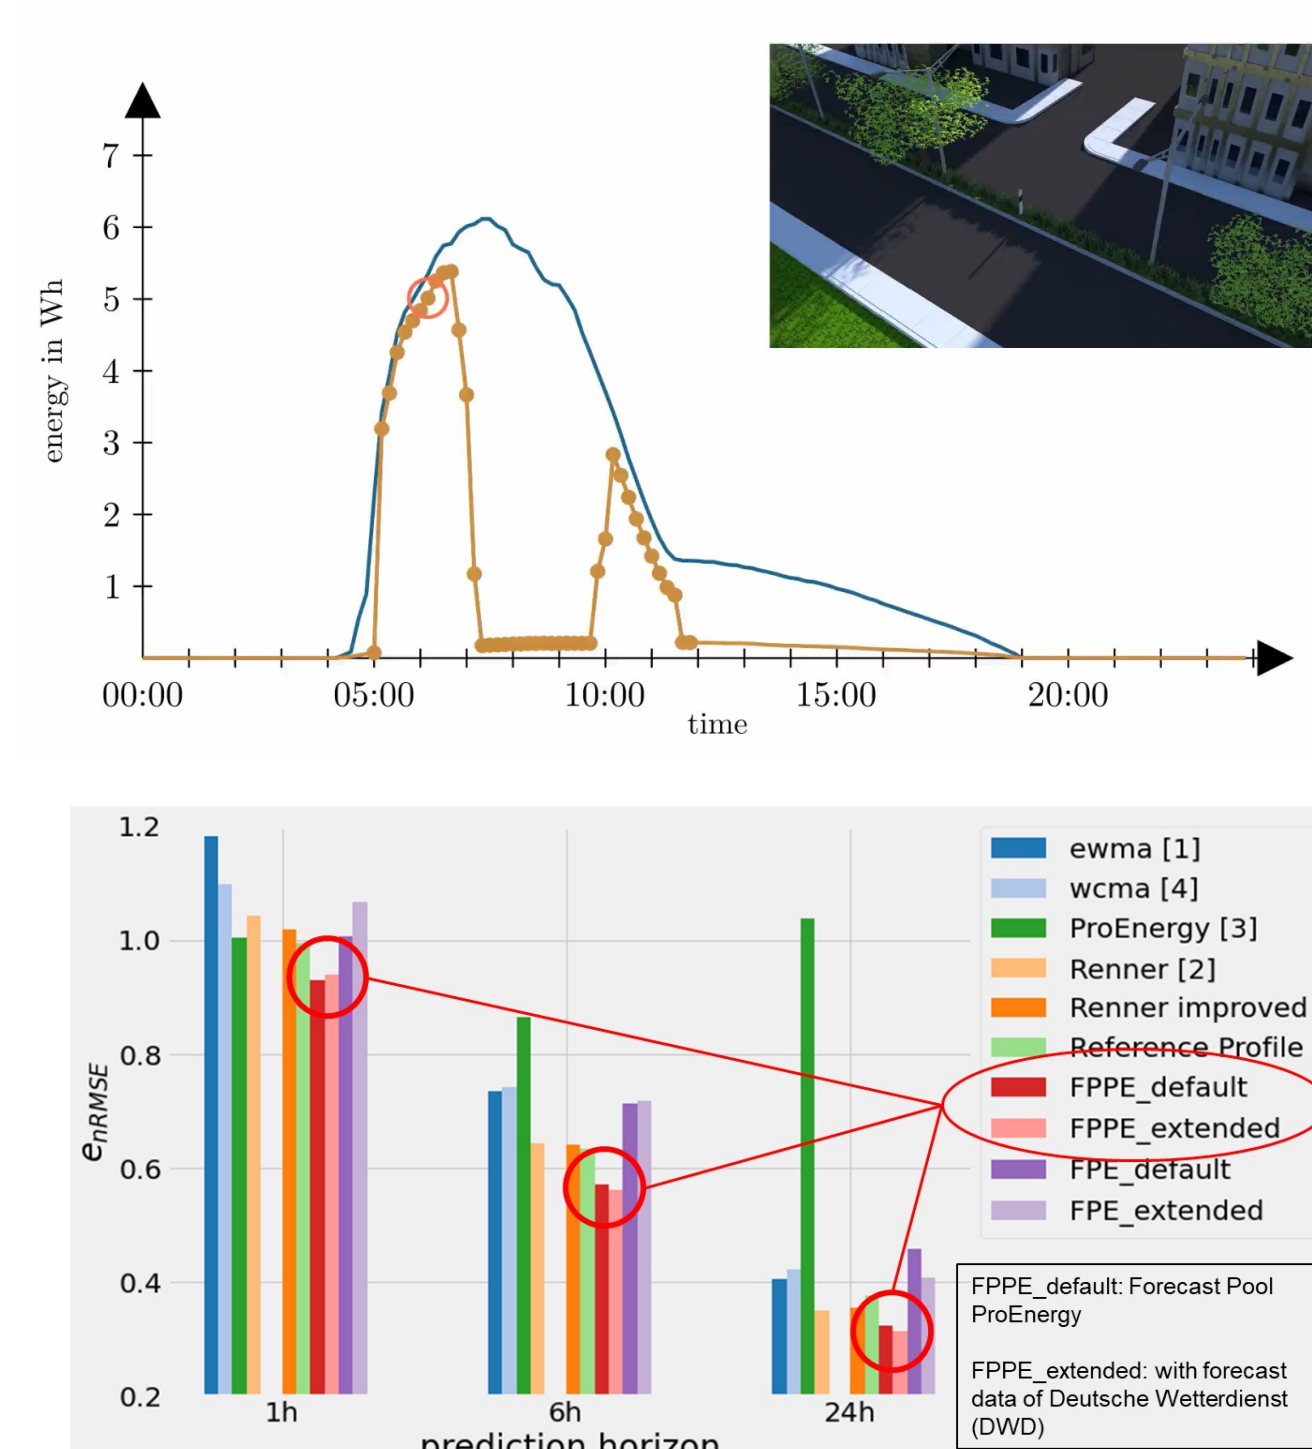 7
6
5
4
3
2
1
energy in Wh
00:00 05:00 10:00 15:00 20:00
time
1.2
1.0
0.8
0.6
0.4
0.2
e_nRMSE
1h 6h 24h
prediction horizon
ewma [1]
wcma [4]
ProEnergy [3]
Renner [2]
Renner improved
Reference Profile
FPPE_default
FPPE_extended
FPE_default
FPE_extended
FPPE_default: Forecast Pool
ProEnergy
FPPE_extended: with forecast
data of Deutsche Wetterdienst
(DWD)